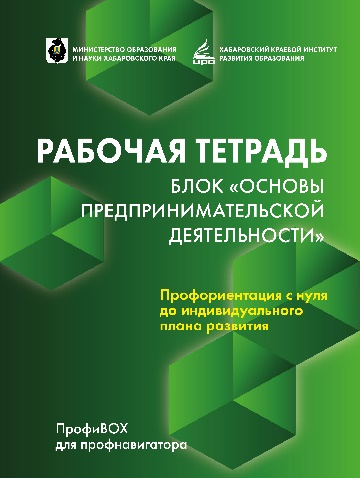 МИНИСТЕРСТВО ОБРАЗОВАНИЯ
И НАУКИ ХАБАРОВСКОГО КРАЯ
ИРО
ХАБАРОВСКИЙ КРАЕВОЙ ИНСТИТУТ
РАЗВИТИЯ ОБРАЗОВАНИЯ
РАБОЧАЯ ТЕТРАДЬ
БЛОК «ОСНОВЫ
ПРЕДПРИНИМАТЕЛЬСКОЙ
ДЕЯТЕЛЬНОСТИ»
Профориентация с нуля
до индивидуального
плана развития
ПрофиBOX
для профнавигатора